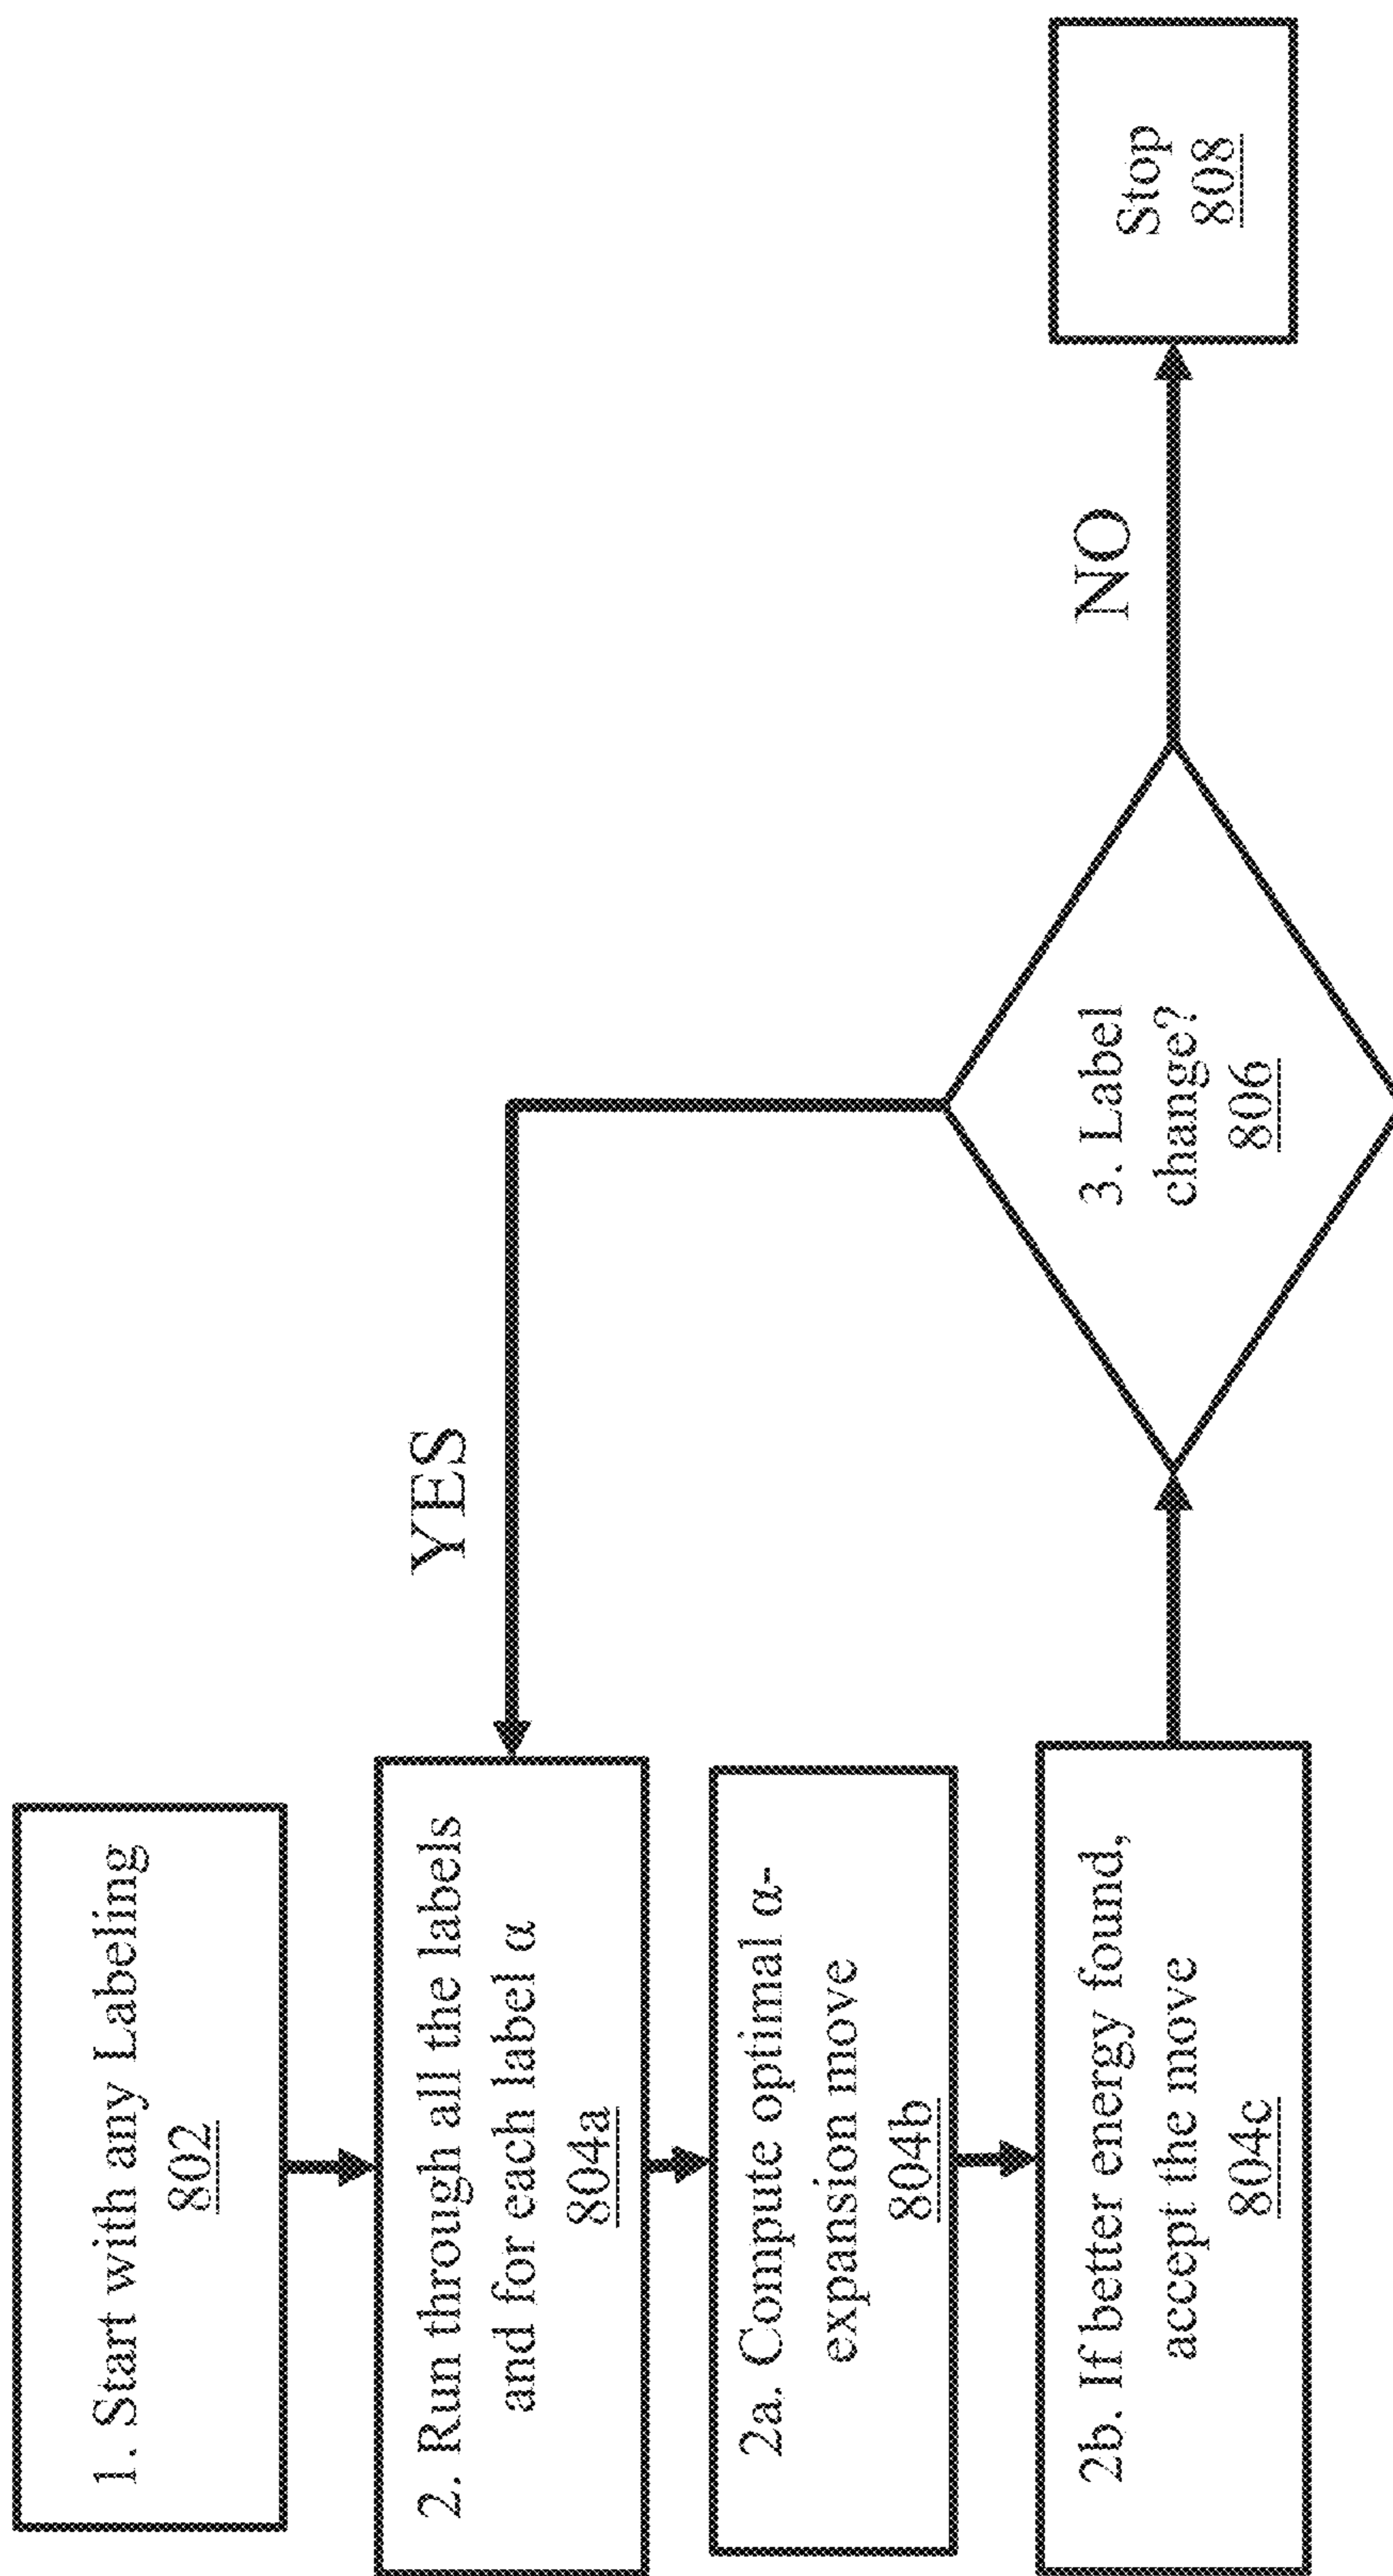 1. Start with any Labeling
802
2. Run through all the labels
and for each label α
804a
2a. Compute optimal α-
expansion move
804b
2b. If better energy found,
accept the move
804c
YES
3. Label
change?
806
NO
Stop
808